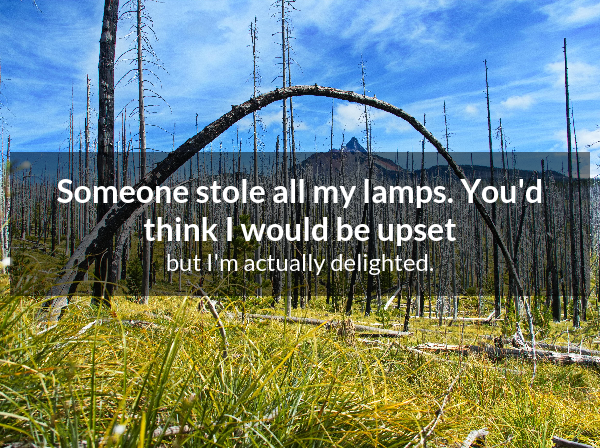 Someone stole all my lamps. You'd
think I would be upset
but I'm actually delighted.